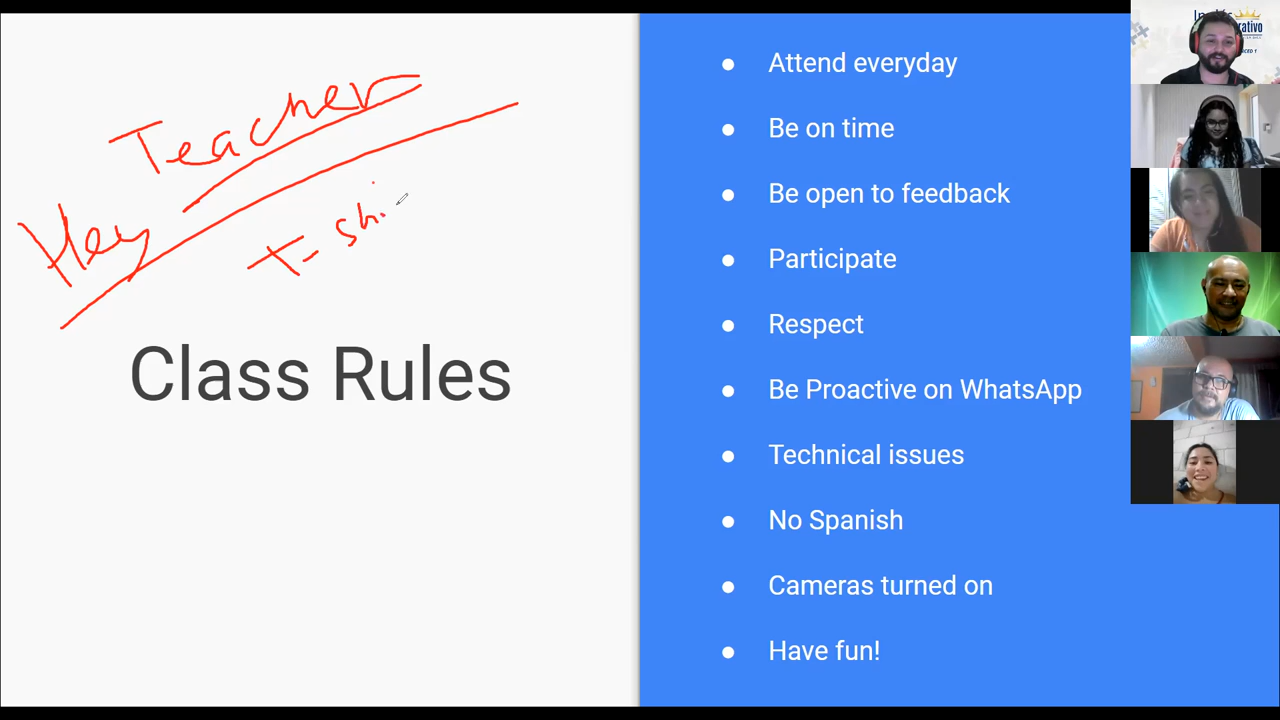 Teacher
Hey
T-shi
Class Rules
● Attend everyday
● Be on time
● Be open to feedback
● Participate
● Respect
● Be Proactive on WhatsApp
● Technical issues
● No Spanish
● Cameras turned on
● Have fun!